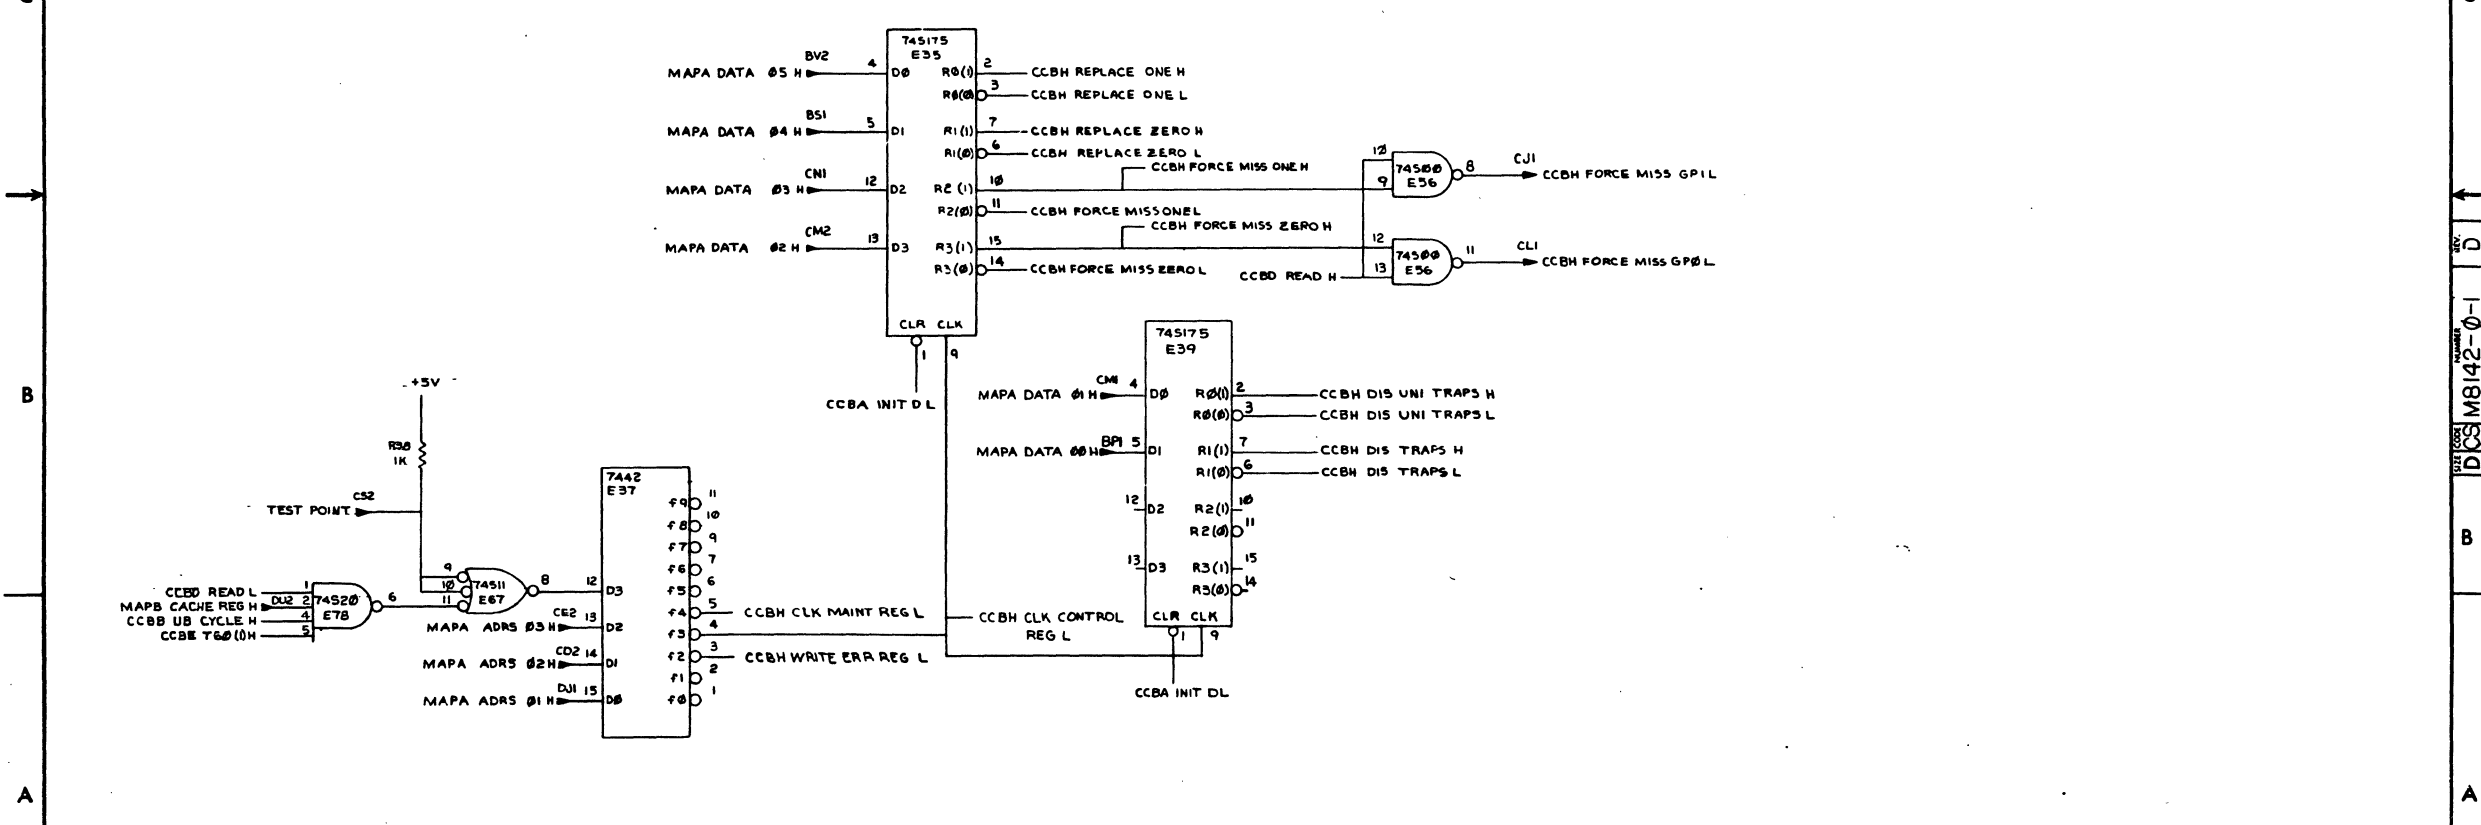 74S175
E35
BV2
MAPA DATA Ø5 H
4
DØ
RØ(1)
2
CCBH REPLACE ONE H
RØ(Ø)
3
CCBH REPLACE ONE L
BS1
MAPA DATA Ø4 H
5
D1
R1(1)
7
CCBH REPLACE ZERO H
R1(Ø)
6
CCBH REPLACE ZERO L
CCBH FORCE MISS ONE H
CN1
MAPA DATA Ø3 H
12
D2
R2(1)
1Ø
R2(Ø)
11
CCBH FORCE MISS ONE L
CCBH FORCE MISS ZERO H
CM2
MAPA DATA Ø2 H
13
D3
R3(1)
15
R3(Ø)
14
CCBH FORCE MISS ZERO L
CLR CLK
1
9
CCBA INIT D L
1Ø
9
74SØØ
E56
8
CJ1
CCBH FORCE MISS GP1 L
12
13
74SØØ
E56
11
CL1
CCBH FORCE MISS GPØ L
CCBD READ H
74S175
E39
MAPA DATA Ø1 H
CM1
4
DØ
RØ(1)
2
CCBH DIS UNI TRAPS H
RØ(Ø)
3
CCBH DIS UNI TRAPS L
MAPA DATA ØØ H
BP1
5
D1
R1(1)
7
CCBH DIS TRAPS H
R1(Ø)
6
CCBH DIS TRAPS L
12
D2
R2(1)
1Ø
R2(Ø)
11
13
D3
R3(1)
15
R3(Ø)
14
CLR CLK
1
9
CCBA INIT DL
+5V
1K
CS2
TEST POINT
CCBD READ L
1
MAPB CACHE REG H
DU2
2
CCBB UB CYCLE H
4
CCBE T6Ø(1)H
5
74S2Ø
E78
6
9
1Ø
11
74S11
E67
8
7442
E37
12
D3
MAPA ADRS Ø3 H
CE2
13
D2
MAPA ADRS Ø2 H
CD2
14
D1
MAPA ADRS Ø1 H
DJ1
15
DØ
f9
11
f8
10
f7
9
f6
7
f5
6
f4
5
CCBH CLK MAINT REG L
f3
4
CCBH CLK CONTROL
REG L
f2
3
CCBH WRITE ERR REG L
f1
2
fØ
1
B
A
B
A
REV.
D
NUMBER
M8142-Ø-1
CODE
CS
SIZE
D